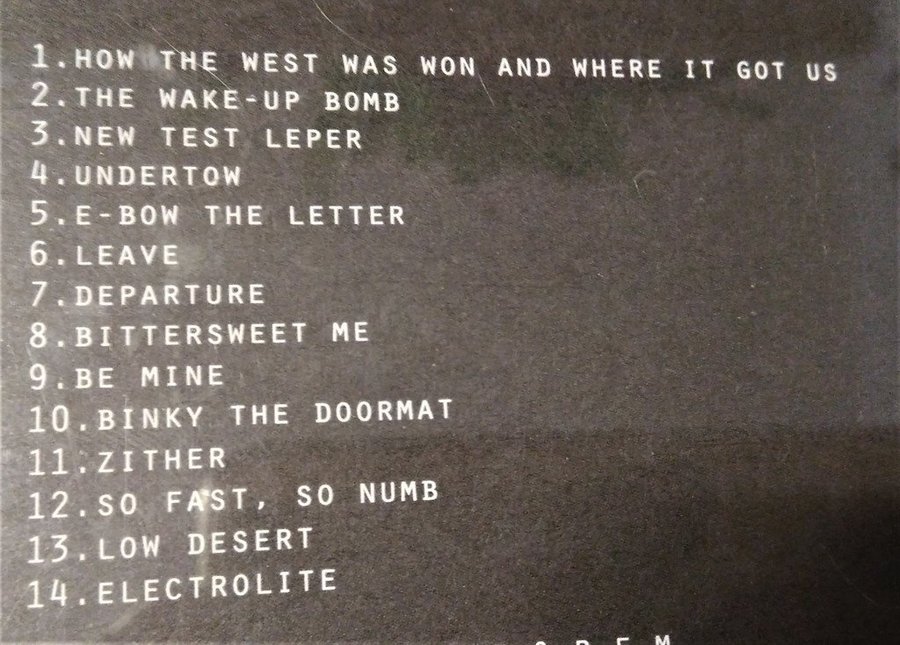 1.HOW THE WEST WAS WON AND WHERE IT GOT US
2.THE WAKE-UP BOMB
3.NEW TEST LEPER
4.UNDERTOW
5.E-BOW THE LETTER
6.LEAVE
7.DEPARTURE
8.BITTERSWEET ME
9.BE MINE
10.BINKY THE DOORMAT
11.ZITHER
12.SO FAST, SO NUMB
13.LOW DESERT
14.ELECTROLITE